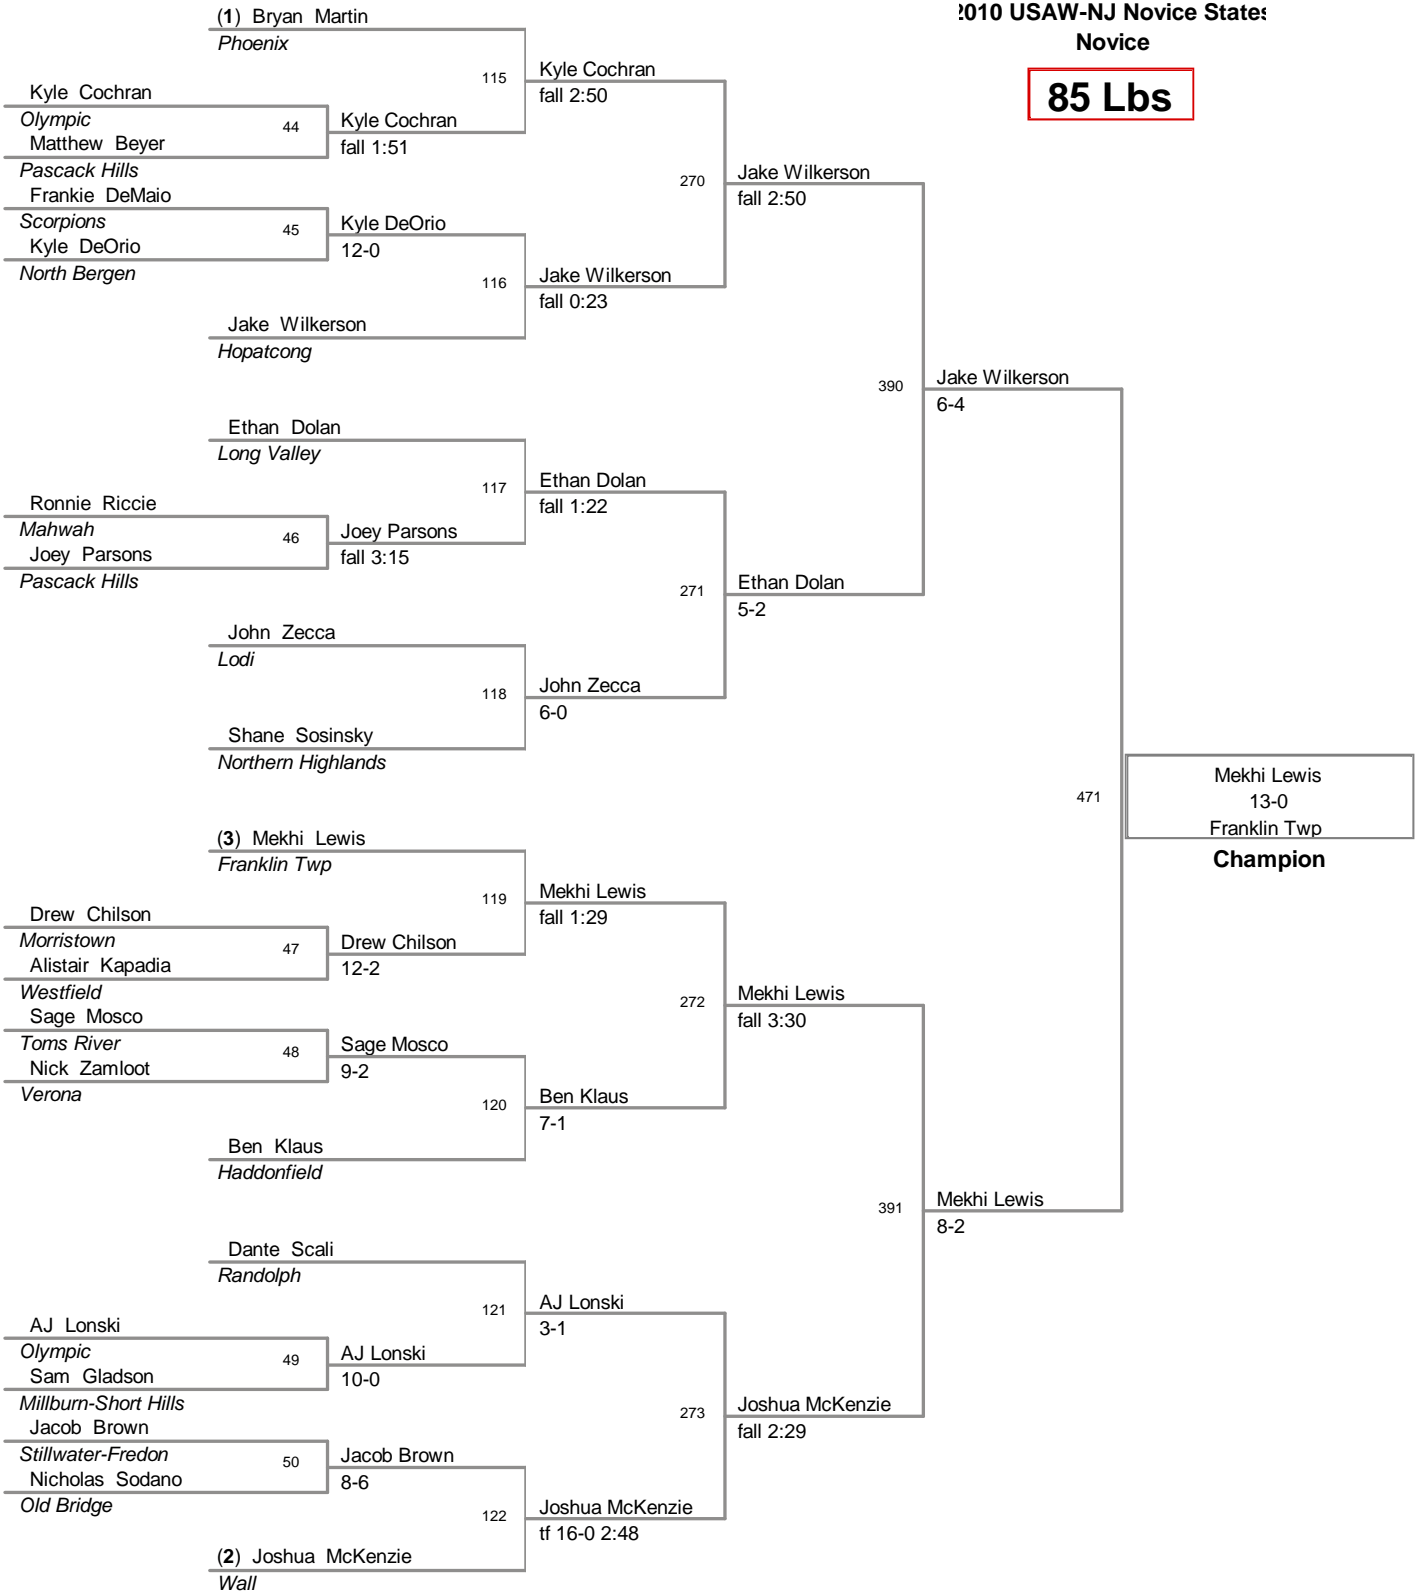 2010 USAW-NJ Novice States
Novice
85 Lbs
(1) Bryan Martin
Phoenix
115
Kyle Cochran
fall 2:50
Kyle Cochran
Olympic
44
Kyle Cochran
fall 1:51
Matthew Beyer
Pascack Hills
270
Jake Wilkerson
fall 2:50
Frankie DeMaio
Scorpions
45
Kyle DeOrio
12-0
Kyle DeOrio
North Bergen
116
Jake Wilkerson
fall 0:23
Jake Wilkerson
Hopatcong
390
Jake Wilkerson
6-4
Ethan Dolan
Long Valley
117
Ethan Dolan
fall 1:22
Ronnie Riccie
Mahwah
46
Joey Parsons
fall 3:15
Joey Parsons
Pascack Hills
271
Ethan Dolan
5-2
John Zecca
Lodi
118
John Zecca
6-0
Shane Sosinsky
Northern Highlands
471
Mekhi Lewis
13-0
Franklin Twp
Champion
(3) Mekhi Lewis
Franklin Twp
119
Mekhi Lewis
fall 1:29
Drew Chilson
Morristown
47
Drew Chilson
12-2
Alistair Kapadia
Westfield
272
Mekhi Lewis
fall 3:30
Sage Mosco
Toms River
48
Sage Mosco
9-2
Nick Zamloot
Verona
120
Ben Klaus
7-1
Ben Klaus
Haddonfield
391
Mekhi Lewis
8-2
Dante Scali
Randolph
121
AJ Lonski
3-1
AJ Lonski
Olympic
49
AJ Lonski
10-0
Sam Gladson
Millburn-Short Hills
273
Joshua McKenzie
fall 2:29
Jacob Brown
Stillwater-Fredon
50
Jacob Brown
8-6
Nicholas Sodano
Old Bridge
122
Joshua McKenzie
tf 16-0 2:48
(2) Joshua McKenzie
Wall